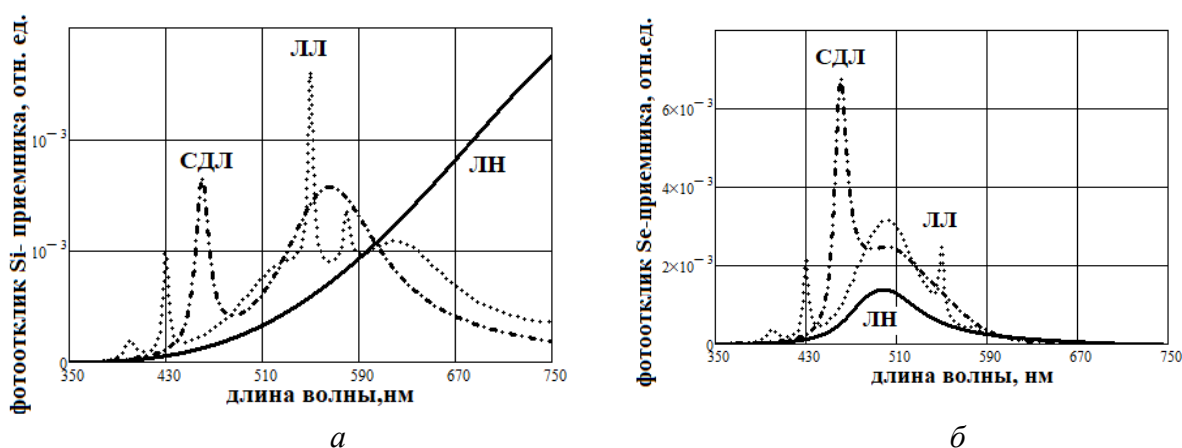 фотоотклик Si- приемника, отн. ед.
10⁻³
10⁻³
0
350 430 510 590 670 750
длина волны,нм
СДЛ
ЛЛ
ЛН
а
фотоотклик Se-приемника, отн.ед.
6×10⁻³
4×10⁻³
2×10⁻³
0
350 430 510 590 670 750
длина волны, нм
СДЛ
ЛЛ
ЛН
б